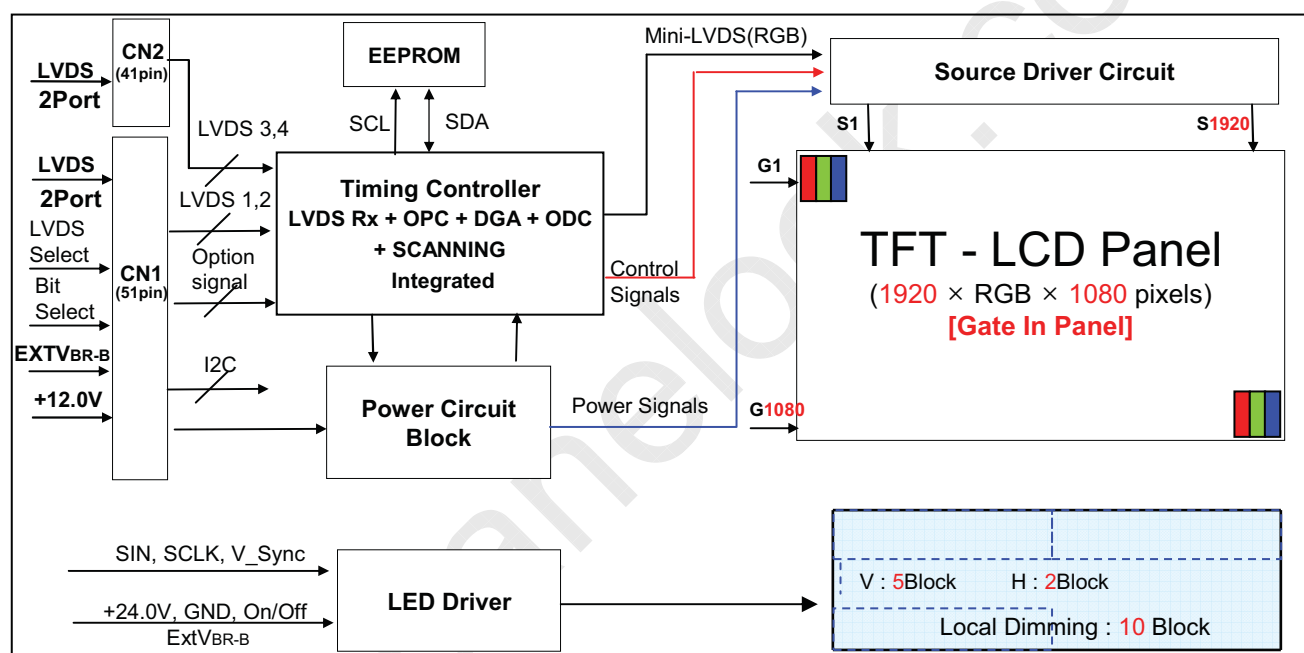 CN2
(41pin)
LVDS
2Port
EEPROM
Mini-LVDS(RGB)
Source Driver Circuit
SCL
SDA
S1
S1920
LVDS 3,4
LVDS
2Port
LVDS 1,2
Timing Controller
LVDS Rx + OPC + DGA + ODC
+ SCANNING
Integrated
G1
TFT - LCD Panel
(1920 × RGB × 1080 pixels)
[Gate In Panel]
LVDS
Select
Bit
Select
CN1
(51pin)
Option
signal
Control
Signals
EXTVBR-B
+12.0V
I2C
Power Circuit
Block
Power Signals
G1080
SIN, SCLK, V_Sync
+24.0V, GND, On/Off
ExtVBR-B
LED Driver
V : 5Block H : 2Block
Local Dimming : 10 Block